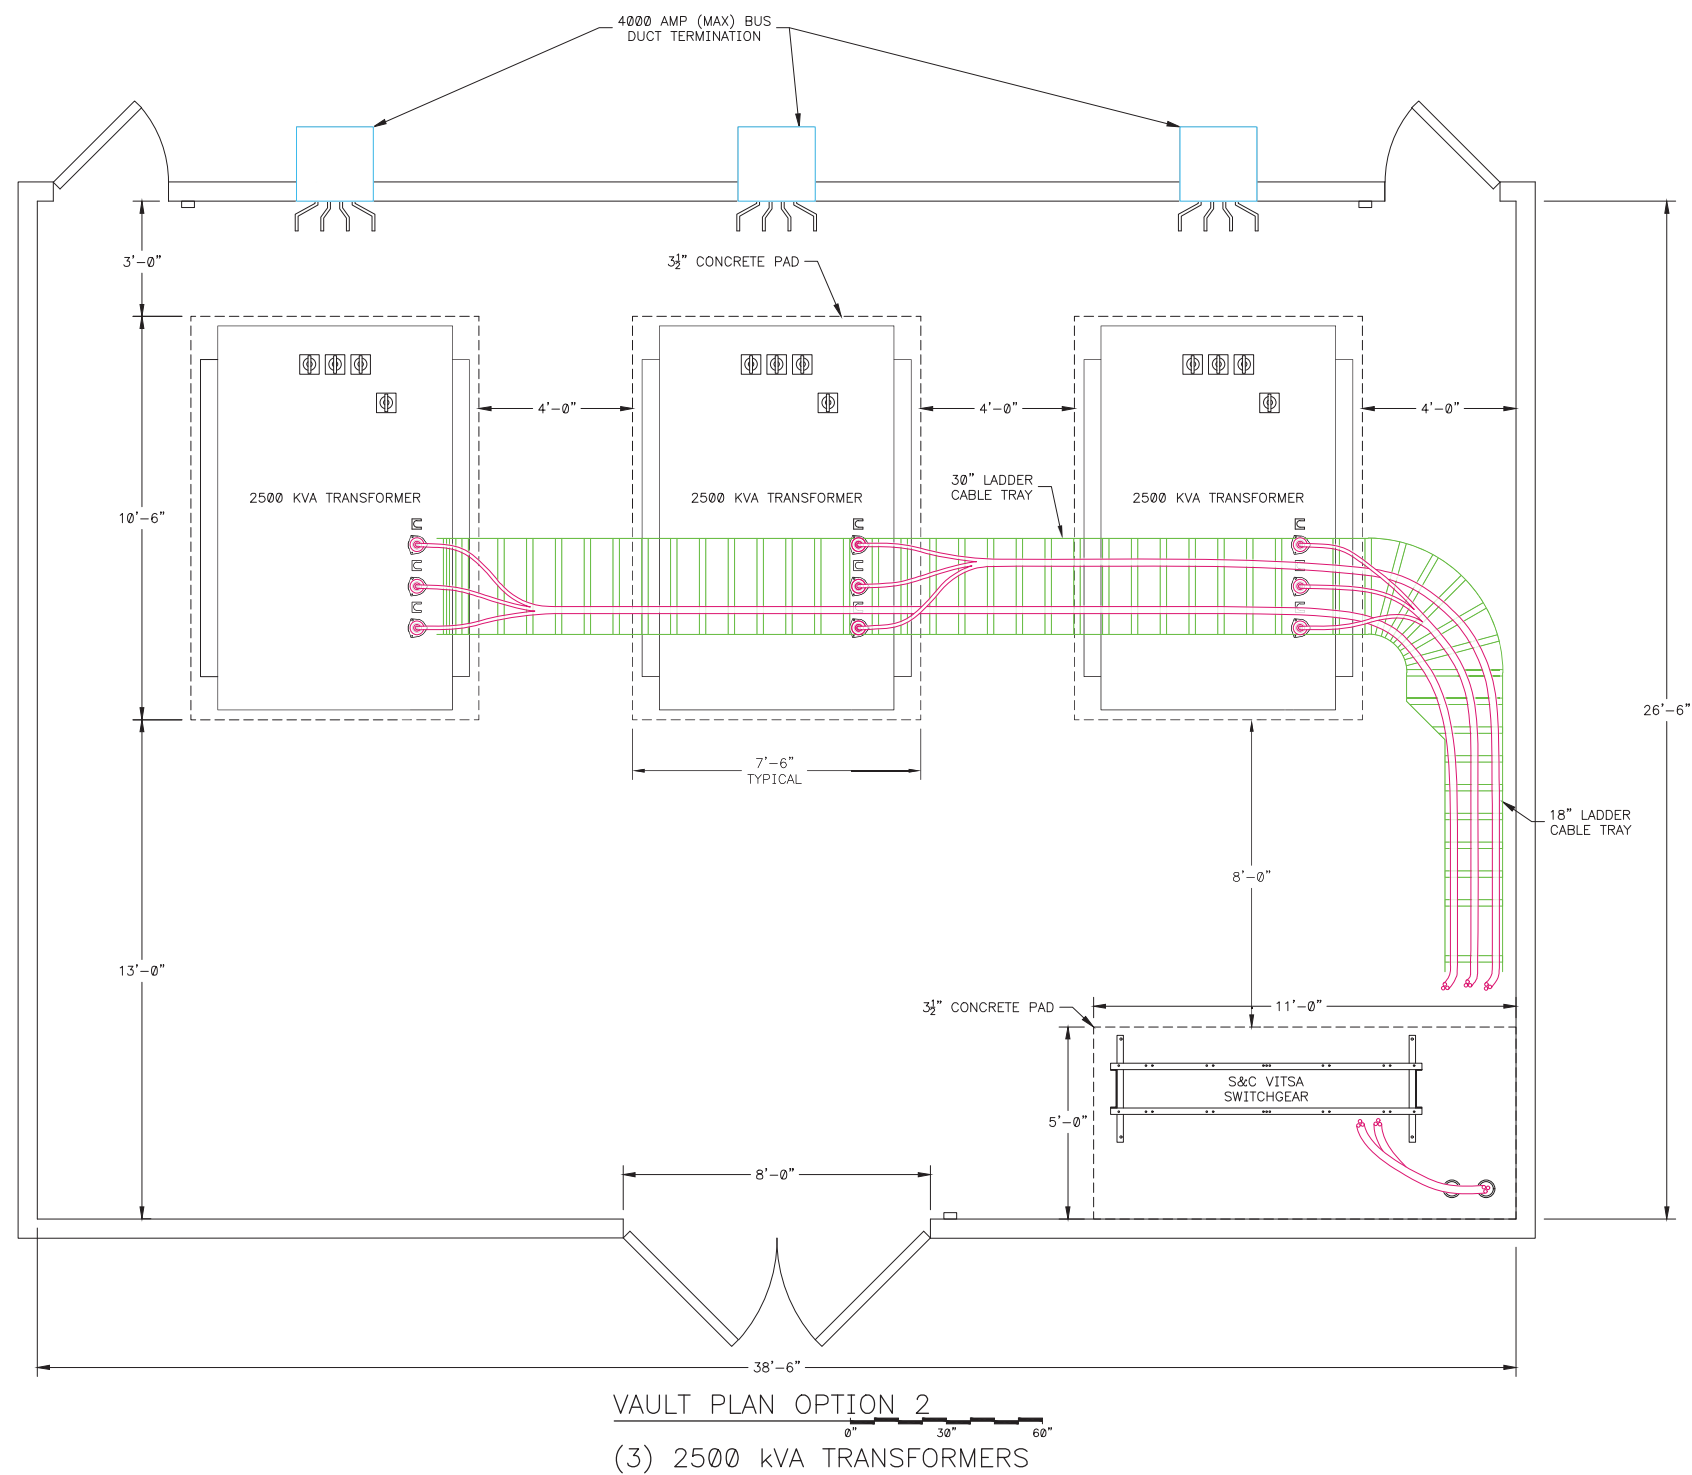 4000 AMP (MAX) BUS
DUCT TERMINATION
3'-0"
3½" CONCRETE PAD
4'-0"
4'-0"
4'-0"
30" LADDER
CABLE TRAY
2500 KVA TRANSFORMER
2500 KVA TRANSFORMER
2500 KVA TRANSFORMER
10'-6"
26'-6"
7'-6"
TYPICAL
18" LADDER
CABLE TRAY
8'-0"
13'-0"
3½" CONCRETE PAD
11'-0"
S&C VITSA
SWITCHGEAR
5'-0"
8'-0"
38'-6"
VAULT PLAN OPTION 2
0" 30" 60"
(3) 2500 kVA TRANSFORMERS